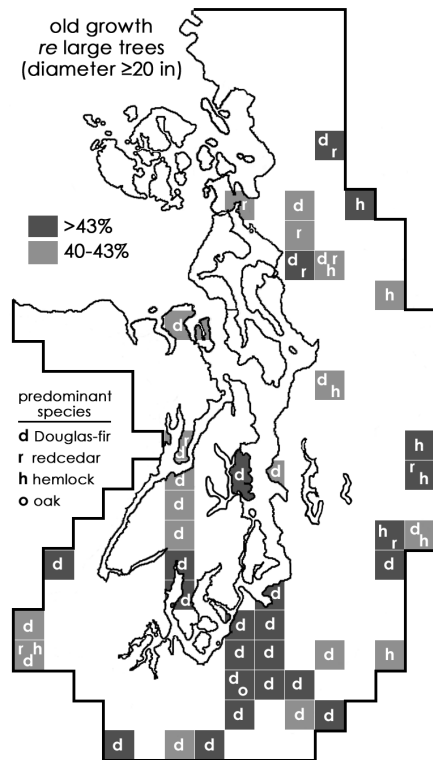 old growth
re large trees
(diameter ≥20 in)
d
r
r
d
h
r
>43%
40-43%
d
r
d r
h
h
d
d
h
predominant
species
d Douglas-fir
r redcedar
h hemlock
o oak
r
d
h
d
d
r
h
d
d
d
h
r
d
h
d
d
d
d
d
d
d
d
r h
d
d
d
d
h
d
o
d
d
d
d
d
d
d
d